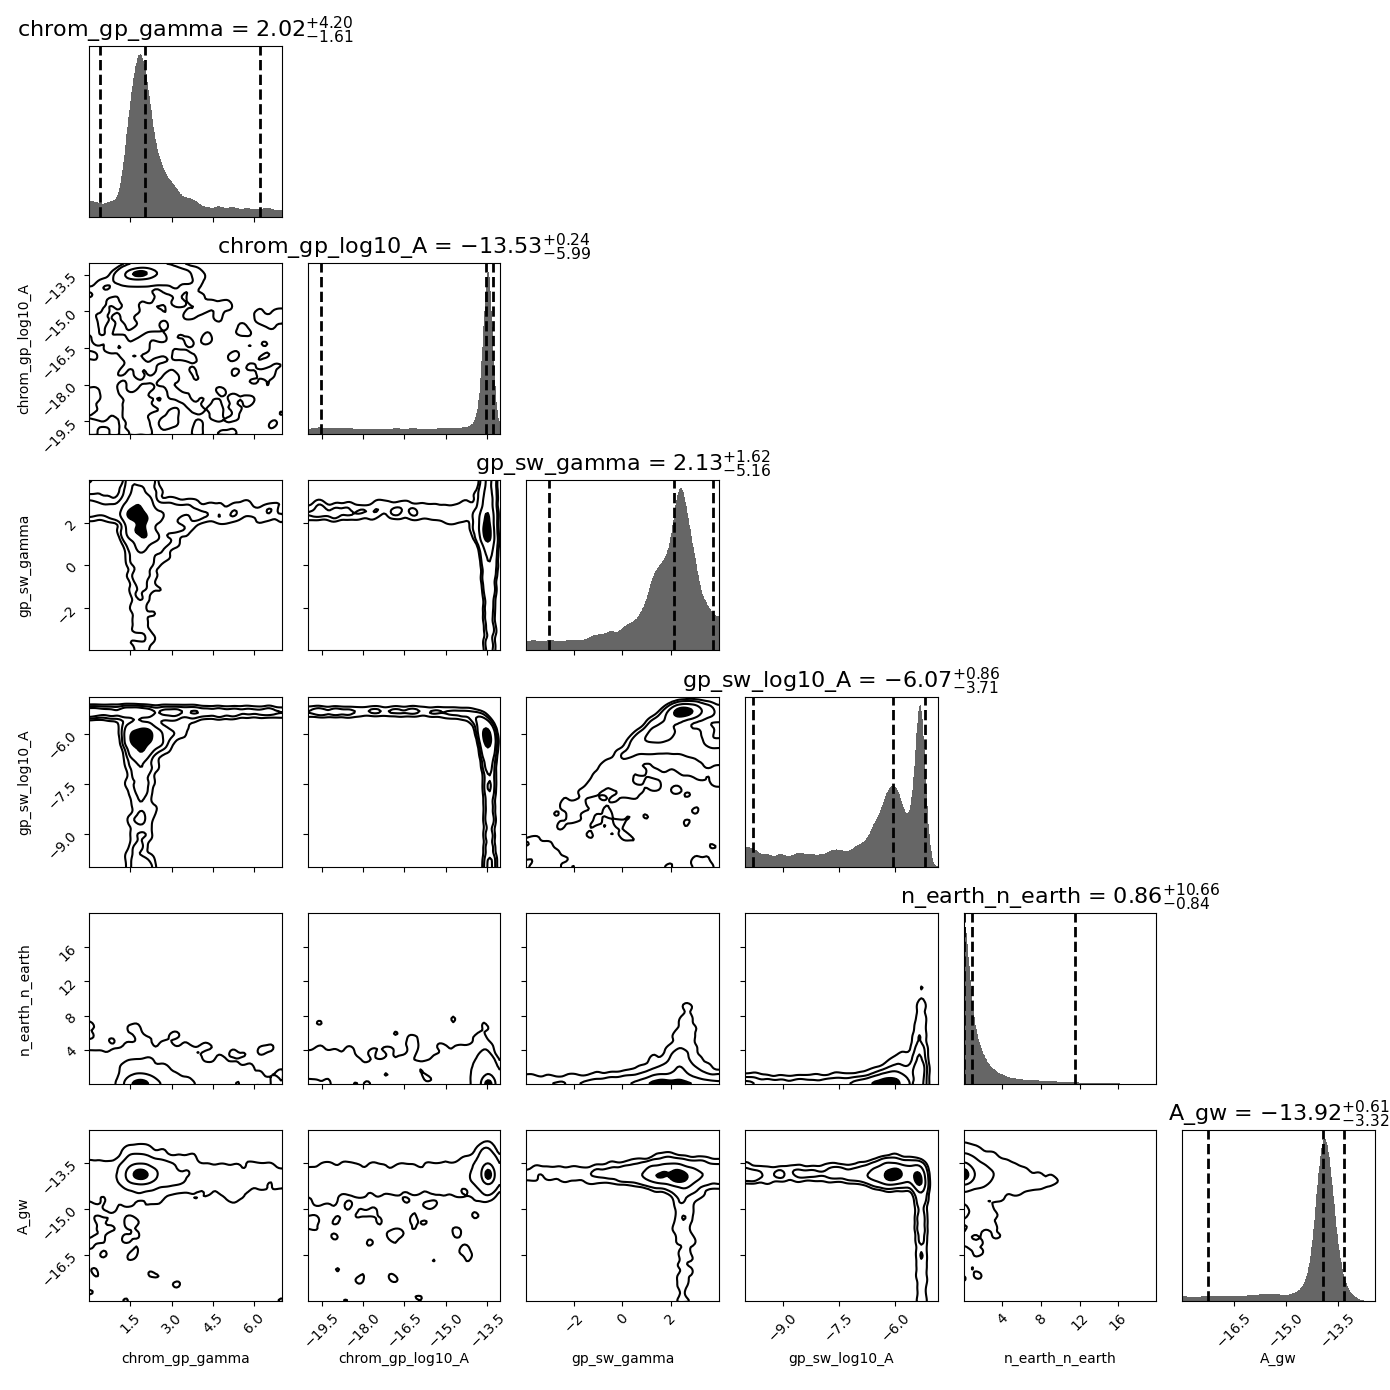 chrom_gp_gamma = 2.02+4.20−1.61
chrom_gp_log10_A = −13.53+0.24−5.99
−13.5
−15.0
−16.5
−18.0
−19.5
chrom_gp_log10_A
gp_sw_gamma = 2.13+1.62−5.16
2
0
−2
gp_sw_gamma
gp_sw_log10_A = −6.07+0.86−3.71
−6.0
−7.5
−9.0
gp_sw_log10_A
n_earth_n_earth = 0.86+10.66−0.84
16
12
8
4
n_earth_n_earth
A_gw = −13.92+0.61−3.32
−13.5
−15.0
−16.5
A_gw
1.5 3.0 4.5 6.0 −19.5 −18.0 −16.5 −15.0 −13.5 −2 0 2 −9.0 −7.5 −6.0 4 8 12 16 −16.5 −15.0 −13.5
chrom_gp_gamma chrom_gp_log10_A gp_sw_gamma gp_sw_log10_A n_earth_n_earth A_gw